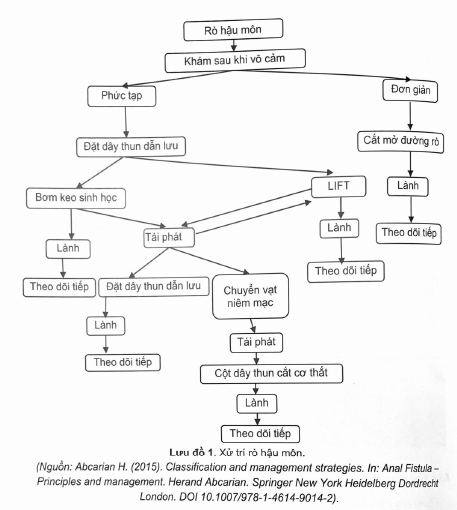 Rò hậu môn
Khám sau khi vô cảm
Phức tạp
Đơn giản
Đặt dây thun dẫn lưu
Cắt mở đường rò
Bơm keo sinh học
LIFT
Lành
Lành
Tái phát
Lành
Theo dõi tiếp
Theo dõi tiếp
Đặt dây thun dẫn lưu
Chuyển vạt
niêm mạc
Theo dõi tiếp
Lành
Tái phát
Theo dõi tiếp
Cột dây thun cắt cơ thắt
Lành
Theo dõi tiếp
Lưu đồ 1. Xử trí rò hậu môn.
(Nguồn: Abcarian H. (2015). Classification and management strategies. In: Anal Fistula –
Principles and management. Herand Abcarian. Springer New York Heidelberg Dordrecht
London. DOI 10.1007/978-1-4614-9014-2).